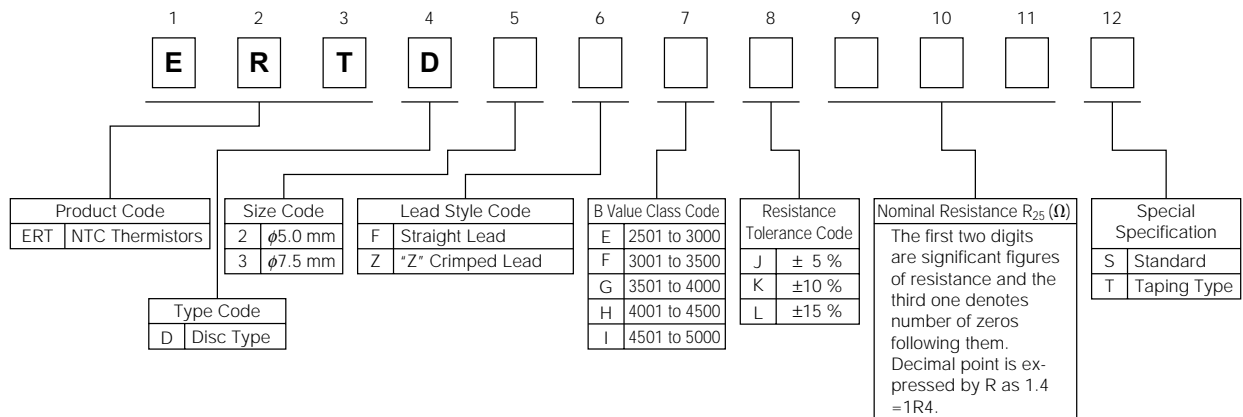 1 2 3 4 5 6 7 8 9 10 11 12
E R T D
Product Code
ERT NTC Thermistors
Type Code
D Disc Type
Size Code
2 ϕ5.0 mm
3 ϕ7.5 mm
Lead Style Code
F Straight Lead
Z “Z” Crimped Lead
B Value Class Code
E 2501 to 3000
F 3001 to 3500
G 3501 to 4000
H 4001 to 4500
I 4501 to 5000
Resistance
Tolerance Code
J ± 5 %
K ±10 %
L ±15 %
Nominal Resistance R25 (Ω)
The first two digits
are significant figures
of resistance and the
third one denotes
number of zeros
following them.
Decimal point is ex-
pressed by R as 1.4
=1R4.
Special
Specification
S Standard
T Taping Type